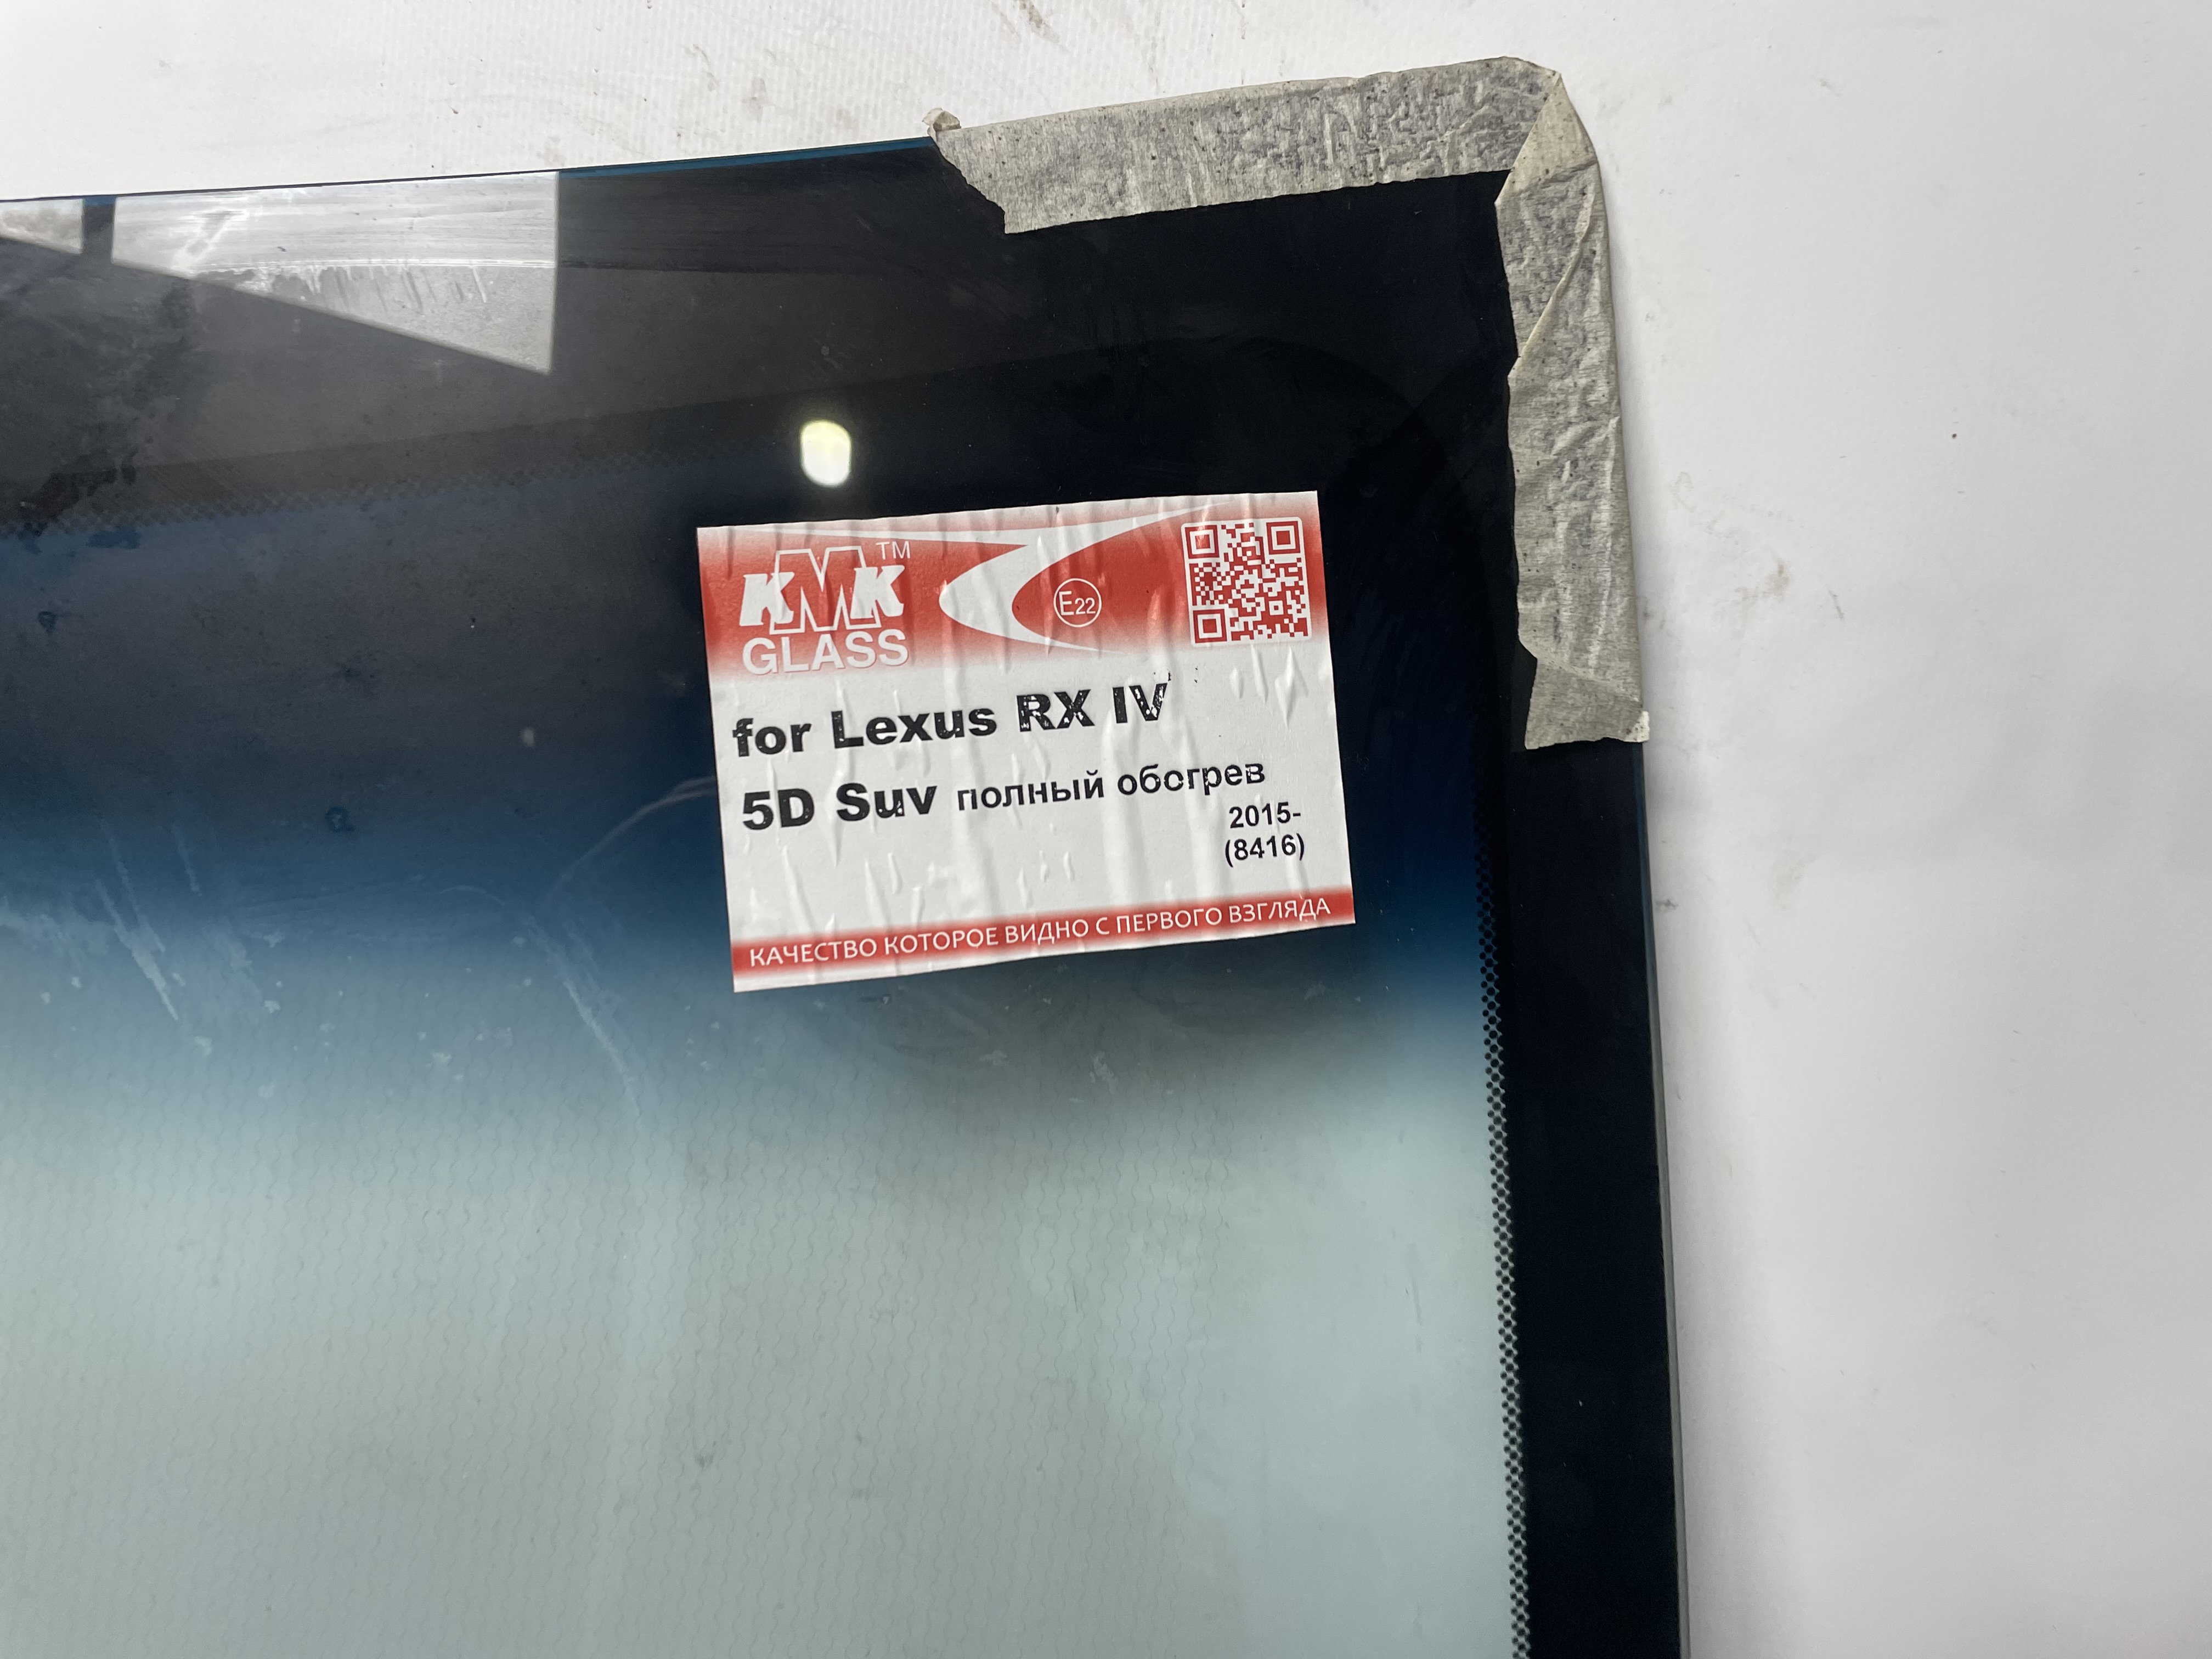 KMK™
GLASS
E22
for Lexus RX IV
5D Suv полный обогрев
2015-
(8416)
КАЧЕСТВО КОТОРОЕ ВИДНО С ПЕРВОГО ВЗГЛЯДА